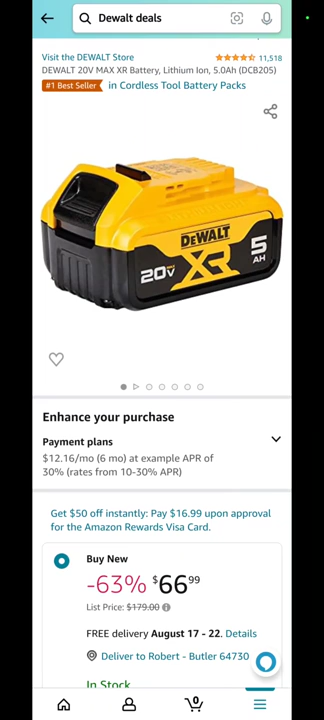 Dewalt deals
Visit the DEWALT Store 11,518
DEWALT 20V MAX XR Battery, Lithium Ion, 5.0Ah (DCB205)
#1 Best Seller in Cordless Tool Battery Packs
DEWALT
20V MAX XR 5 AH
Enhance your purchase
Payment plans
$12.16/mo (6 mo) at example APR of
30% (rates from 10-30% APR)
Get $50 off instantly: Pay $16.99 upon approval
for the Amazon Rewards Visa Card.
Buy New
-63% $66 99
List Price: $179.00
FREE delivery August 17 - 22. Details
Deliver to Robert - Butler 64730
In Stock
0